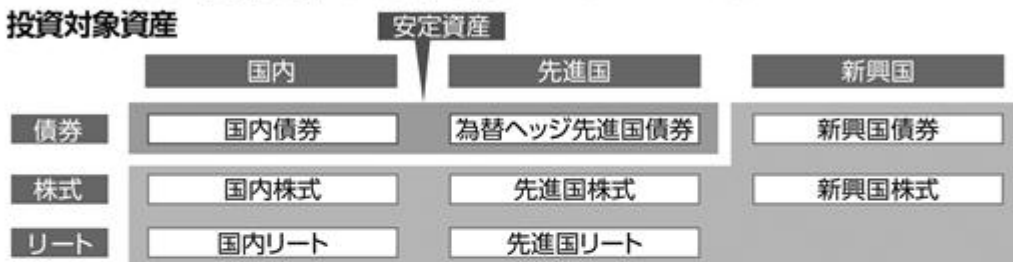 投資対象資産
安定資産
国内 先進国 新興国
債券 国内債券 為替ヘッジ先進国債券 新興国債券
株式 国内株式 先進国株式 新興国株式
リート 国内リート 先進国リート